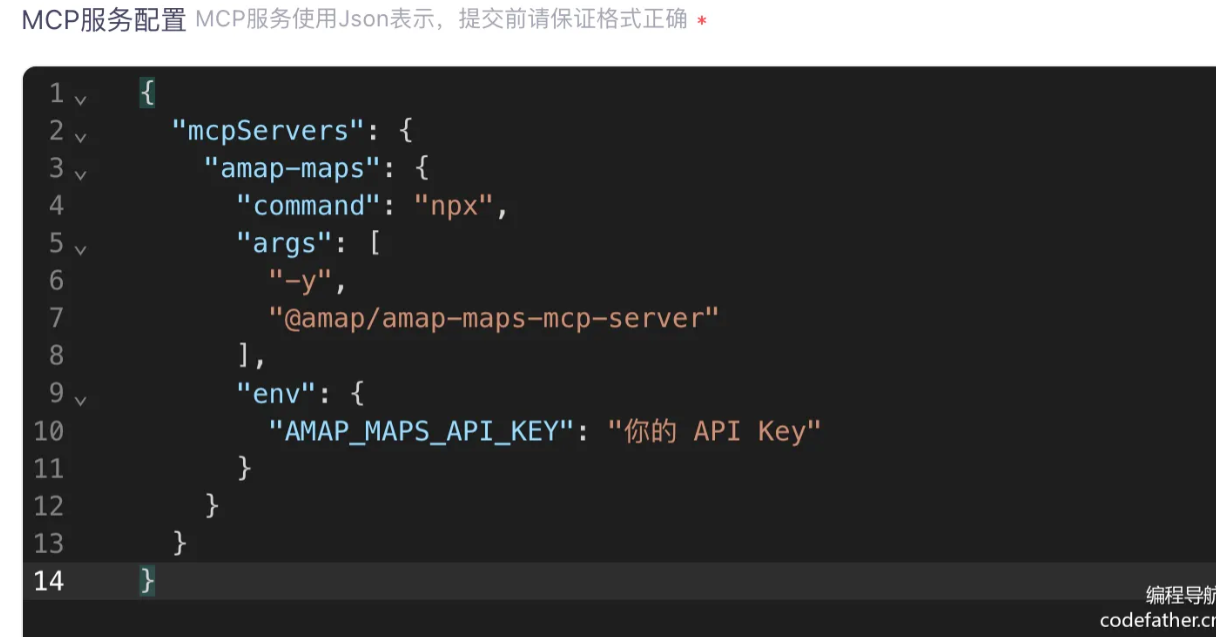 MCP服务配置 MCP服务使用Json表示，提交前请保证格式正确 *
1 {
2 "mcpServers": {
3 "amap-maps": {
4 "command": "npx",
5 "args": [
6 "-y",
7 "@amap/amap-maps-mcp-server"
8 ],
9 "env": {
10 "AMAP_MAPS_API_KEY": "你的 API Key"
11 }
12 }
13 }
14 }
编程导航
codefather.cn